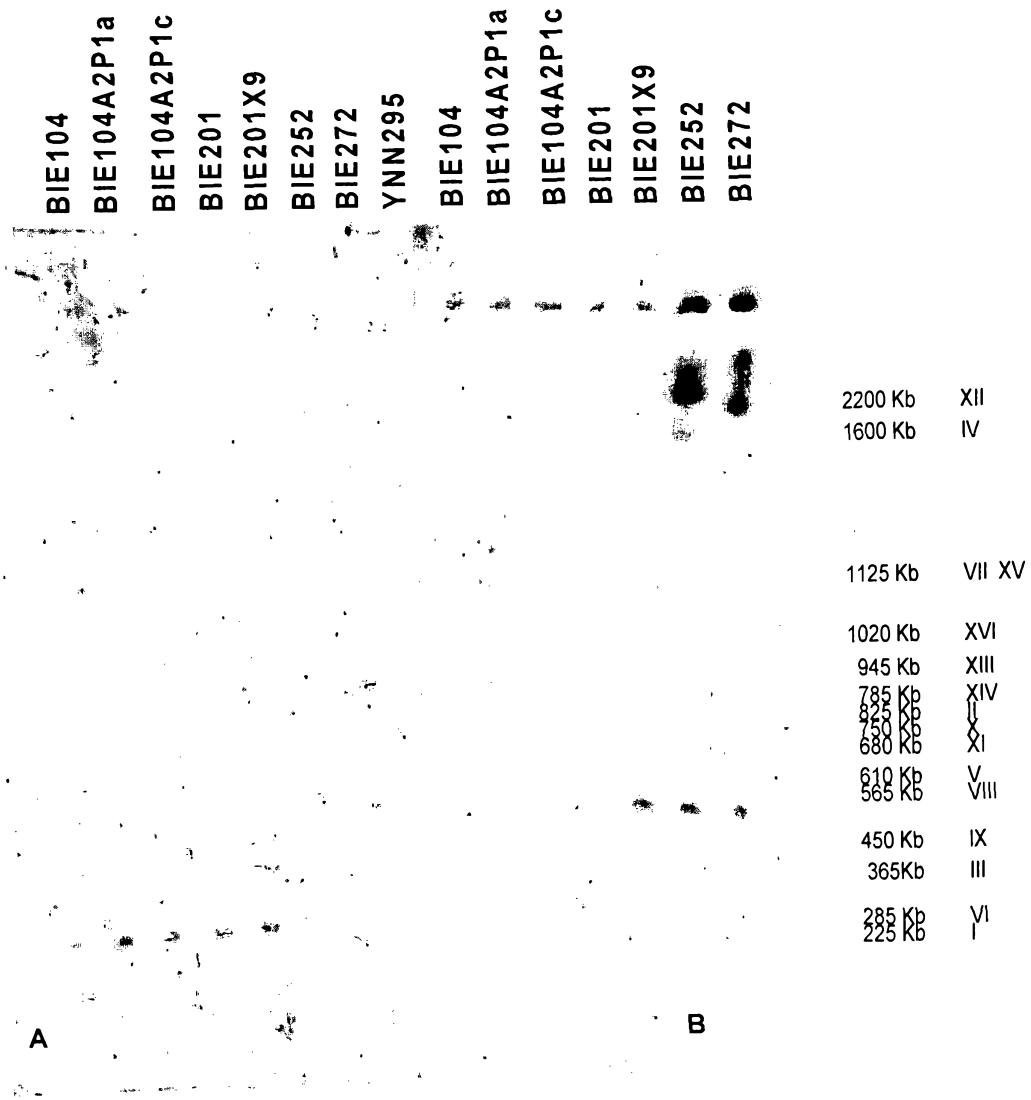 BIE104
BIE104A2P1a
BIE104A2P1c
BIE201
BIE201X9
BIE252
BIE272
YNN295
BIE104
BIE104A2P1a
BIE104A2P1c
BIE201
BIE201X9
BIE252
BIE272
2200 Kb XII
1600 Kb IV
1125 Kb VII XV
1020 Kb XVI
945 Kb XIII
785 Kb XIV
825 Kb II
750 Kb X
680 Kb XI
610 Kb V
565 Kb VIII
450 Kb IX
365Kb III
285 Kb VI
225 Kb I
A
B